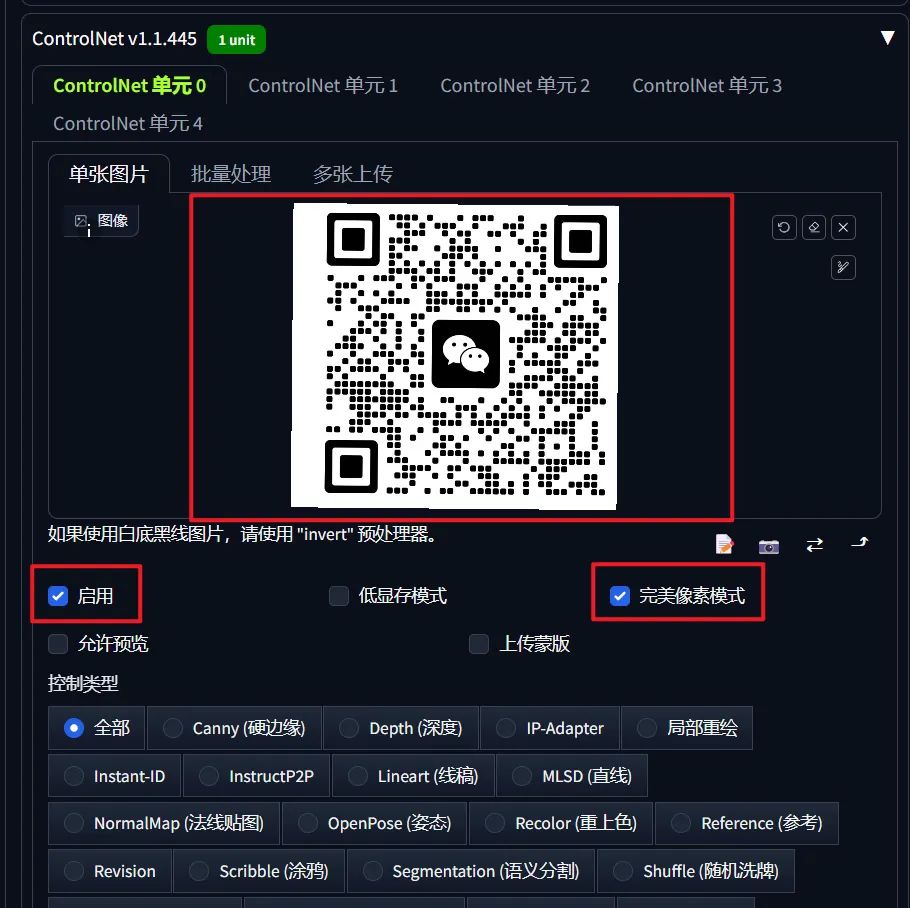 ControlNet v1.1.445 1 unit ▼
ControlNet 单元 0 ControlNet 单元 1 ControlNet 单元 2 ControlNet 单元 3
ControlNet 单元 4
单张图片 批量处理 多张上传
图像
如果使用白底黑线图片，请使用 "invert" 预处理器。
启用 低显存模式 完美像素模式
允许预览 上传蒙版
控制类型
全部 Canny (硬边缘) Depth (深度) IP-Adapter 局部重绘
Instant-ID InstructP2P Lineart (线稿) MLSD (直线)
NormalMap (法线贴图) OpenPose (姿态) Recolor (重上色) Reference (参考)
Revision Scribble (涂鸦) Segmentation (语义分割) Shuffle (随机洗牌)